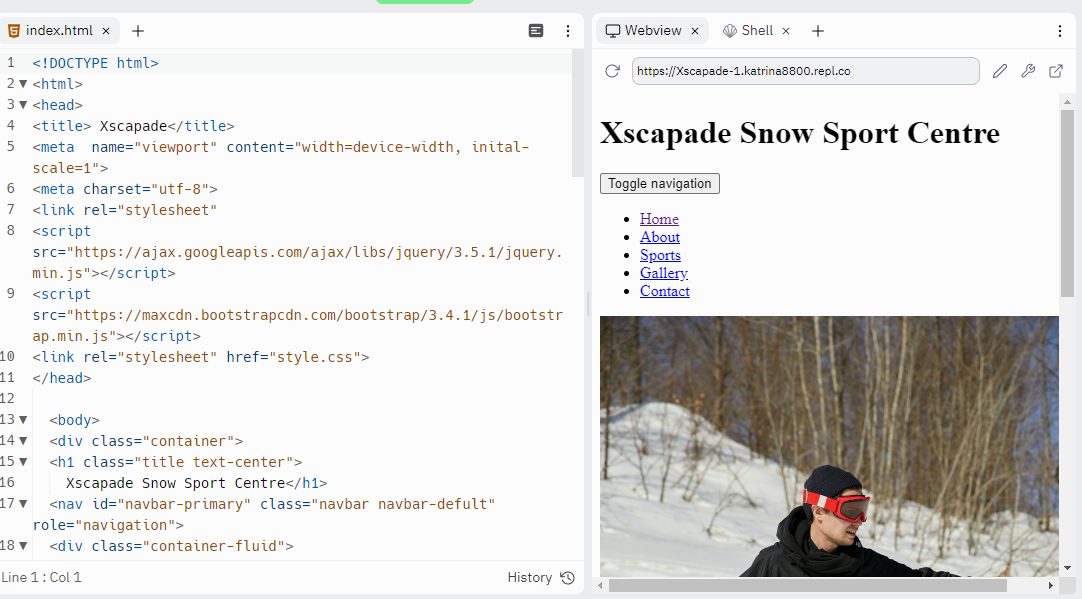 index.html × +
1 <!DOCTYPE html>
2 <html>
3 <head>
4 <title> Xscapade</title>
5 <meta  name="viewport" content="width=device-width, inital-
scale=1">
6 <meta charset="utf-8">
7 <link rel="stylesheet"
8 <script
src="https://ajax.googleapis.com/ajax/libs/jquery/3.5.1/jquery.
min.js"></script>
9 <script
src="https://maxcdn.bootstrapcdn.com/bootstrap/3.4.1/js/bootstr
ap.min.js"></script>
10 <link rel="stylesheet" href="style.css">
11 </head>
12
13 <body>
14 <div class="container">
15 <h1 class="title text-center">
16 Xscapade Snow Sport Centre</h1>
17 <nav id="navbar-primary" class="navbar navbar-defult"
role="navigation">
18 <div class="container-fluid">
Line 1 : Col 1
History
Webview × Shell × +
https://Xscapade-1.katrina8800.repl.co
Xscapade Snow Sport Centre
Toggle navigation
• Home
• About
• Sports
• Gallery
• Contact